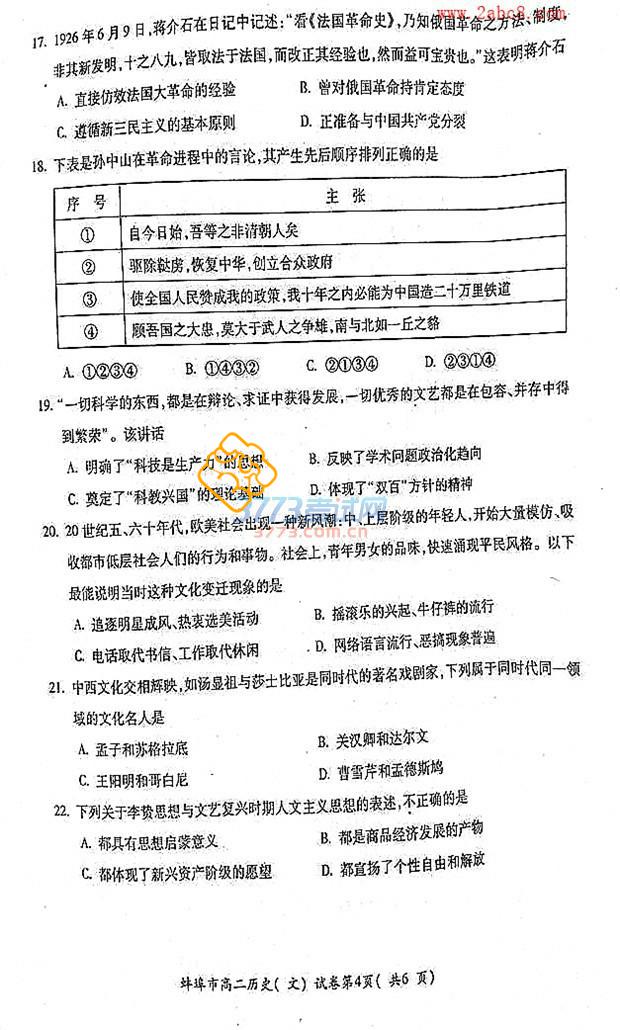 www.2abc8.com
17. 1926年6月9日,蒋介石在日记中记述:“看《法国革命史》,乃知俄国革命之方法、制度,
非其新发明,十之八九,皆取法于法国,而改正其经验也,然而益可宝贵也。”这表明蒋介石
A. 直接仿效法国大革命的经验 B. 曾对俄国革命持肯定态度
C. 遵循新三民主义的基本原则 D. 正准备与中国共产党分裂
18. 下表是孙中山在革命进程中的言论,其产生先后顺序排列正确的是
序 号 主 张
① 自今日始,吾等之非清朝人矣
② 驱除鞑虏,恢复中华,创立合众政府
③ 使全国人民赞成我的政策,我十年之内必能为中国造二十万里铁道
④ 顾吾国之大患,莫大于武人之争雄,南与北如一丘之貉
A. ①②③④ B. ①④③② C. ②①③④ D. ②③①④
19. “一切科学的东西,都是在辩论、求证中获得发展,一切优秀的文艺都是在包容、并存中得
到繁荣”。该讲话
A. 明确了“科技是生产力”的思想 B. 反映了学术问题政治化趋向
C. 奠定了“科教兴国”的理论基础 D. 体现了“双百”方针的精神
3773考试网
3773.com.cn
20. 20世纪五、六十年代,欧美社会出现一种新风潮:中、上层阶级的年轻人,开始大量模仿、吸
收都市低层社会人们的行为和事物。社会上,青年男女的品味,快速涌现平民风格。以下
最能说明当时这种文化变迁现象的是
A. 追逐明星成风、热衷选美活动 B. 摇滚乐的兴起、牛仔裤的流行
C. 电话取代书信、工作取代休闲 D. 网络语言流行、恶搞现象普遍
21. 中西文化交相辉映,如汤显祖与莎士比亚是同时代的著名戏剧家,下列属于同时代同一领
域的文化名人是
A. 孟子和苏格拉底 B. 关汉卿和达尔文
C. 王阳明和哥白尼 D. 曹雪芹和孟德斯鸠
22. 下列关于李贽思想与文艺复兴时期人文主义思想的表述,不正确的是
A. 都具有思想启蒙意义 B. 都是商品经济发展的产物
C. 都体现了新兴资产阶级的愿望 D. 都宣扬了个性自由和解放
蚌埠市高二历史(文)试卷第4页(共6页)